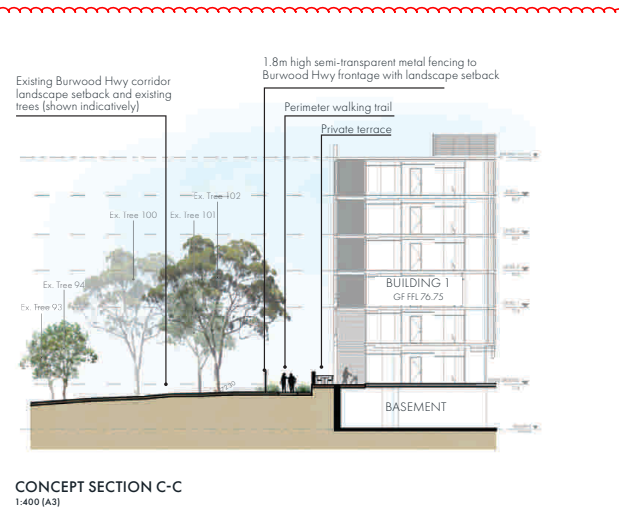 1.8m high semi-transparent metal fencing to
Burwood Hwy frontage with landscape setback
Existing Burwood Hwy corridor
landscape setback and existing
trees (shown indicatively)
Perimeter walking trail
Private terrace
Ex. Tree 102
Ex. Tree 100
Ex. Tree 101
Ex. Tree 94
Ex. Tree 93
BUILDING 1
GF FFL 76.75
BASEMENT
CONCEPT SECTION C-C
1:400 (A3)